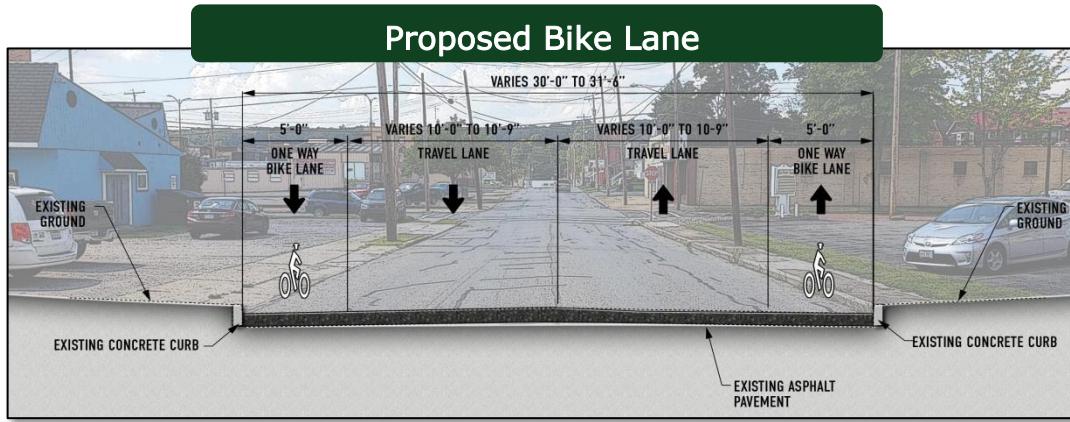 Proposed Bike Lane
VARIES 30'-0" TO 31'-6"
5'-0"
VARIES 10'-0" TO 10'-9"
VARIES 10'-0" TO 10-9"
5'-0"
ONE WAY
BIKE LANE
TRAVEL LANE
TRAVEL LANE
ONE WAY
BIKE LANE
STOP
EXISTING
GROUND
EXISTING
GROUND
EXISTING CONCRETE CURB
EXISTING CONCRETE CURB
EXISTING ASPHALT
PAVEMENT